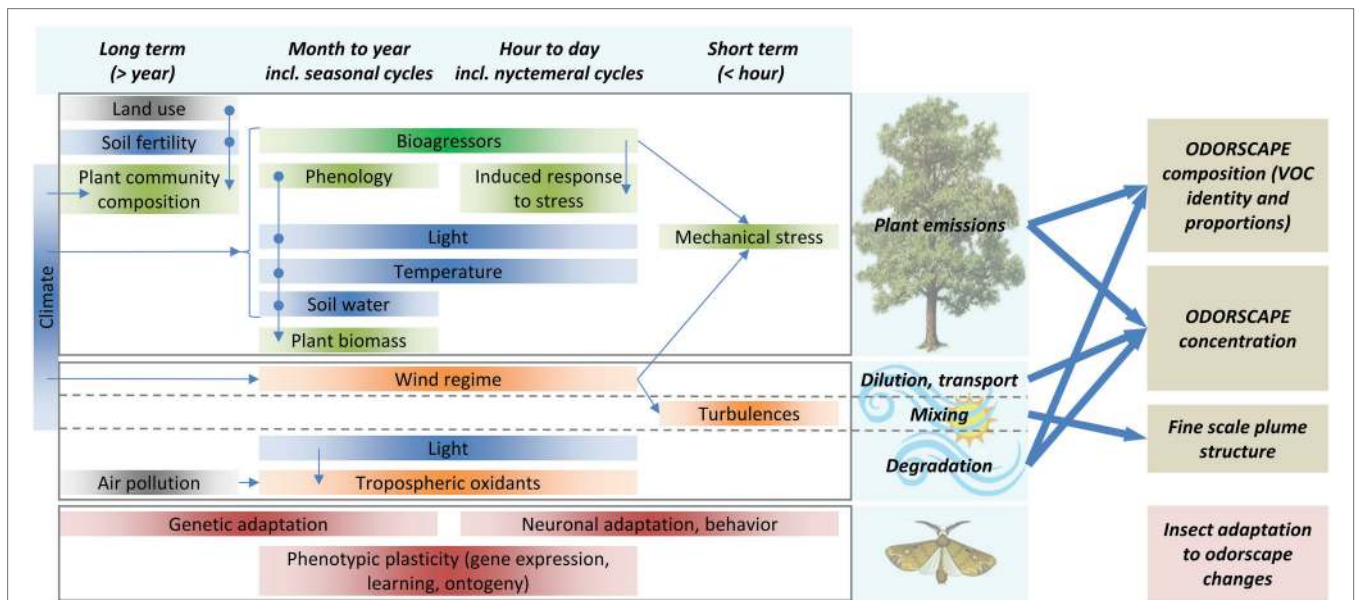 Long term
(> year)
Month to year
incl. seasonal cycles
Hour to day
incl. nyctemeral cycles
Short term
(< hour)
Land use
Soil fertility
Plant community
composition
Climate
Bioagressors
Phenology
Induced response
to stress
Light
Temperature
Soil water
Plant biomass
Mechanical stress
Plant emissions
Wind regime
Turbulences
Light
Air pollution
Tropospheric oxidants
Dilution, transport
Mixing
Degradation
Genetic adaptation
Neuronal adaptation, behavior
Phenotypic plasticity (gene expression,
learning, ontogeny)
ODORSCAPE
composition (VOC
identity and
proportions)
ODORSCAPE
concentration
Fine scale plume
structure
Insect adaptation
to odorscape
changes